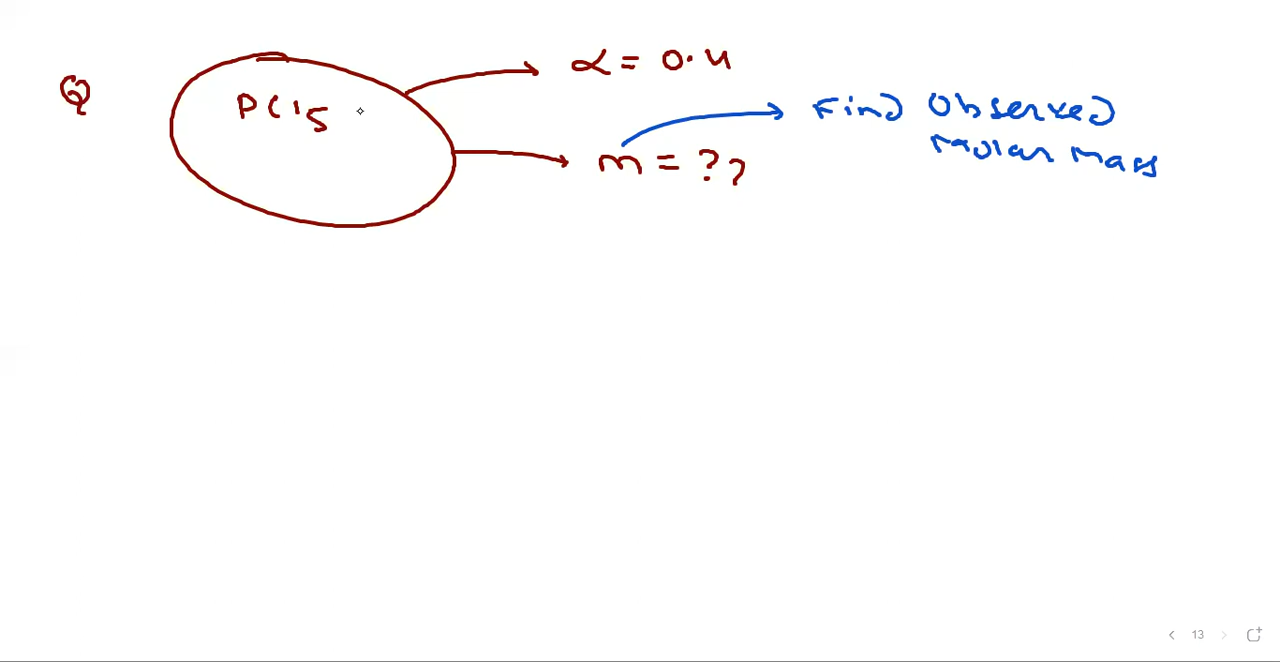 Q
PCl5
α = 0.4
m = ??
Find Observed
Molar Mass
13